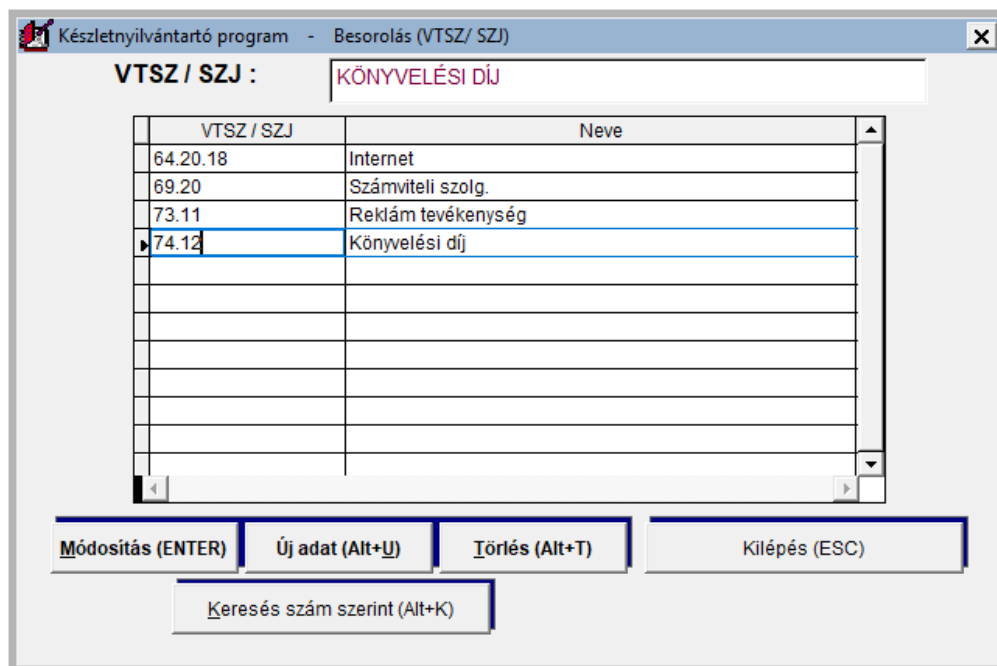 Készletnyilvántartó program - Besorolás (VTSZ/ SZJ)
VTSZ / SZJ : KÖNYVELÉSI DÍJ
VTSZ / SZJ Neve
64.20.18 Internet
69.20 Számviteli szolg.
73.11 Reklám tevékenység
74.12 Könyvelési díj
Módosítás (ENTER) Új adat (Alt+U) Törlés (Alt+T) Kilépés (ESC)
Keresés szám szerint (Alt+K)